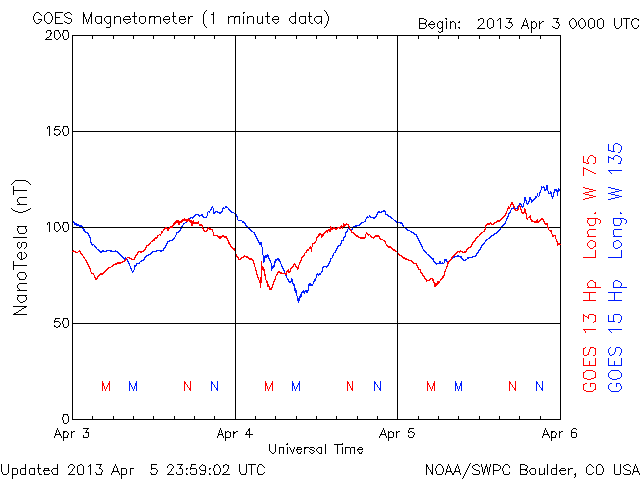 GOES Magnetometer (1 minute data)
Begin: 2013 Apr 3 0000 UTC
200
150
100
50
0
NanoTesla (nT)
M M N N M M N N M M N N
Apr 3 Apr 4 Apr 5 Apr 6
Universal Time
GOES 13 Hp Long. W 75
GOES 15 Hp Long. W 135
Updated 2013 Apr 5 23:59:02 UTC
NOAA/SWPC Boulder, CO USA